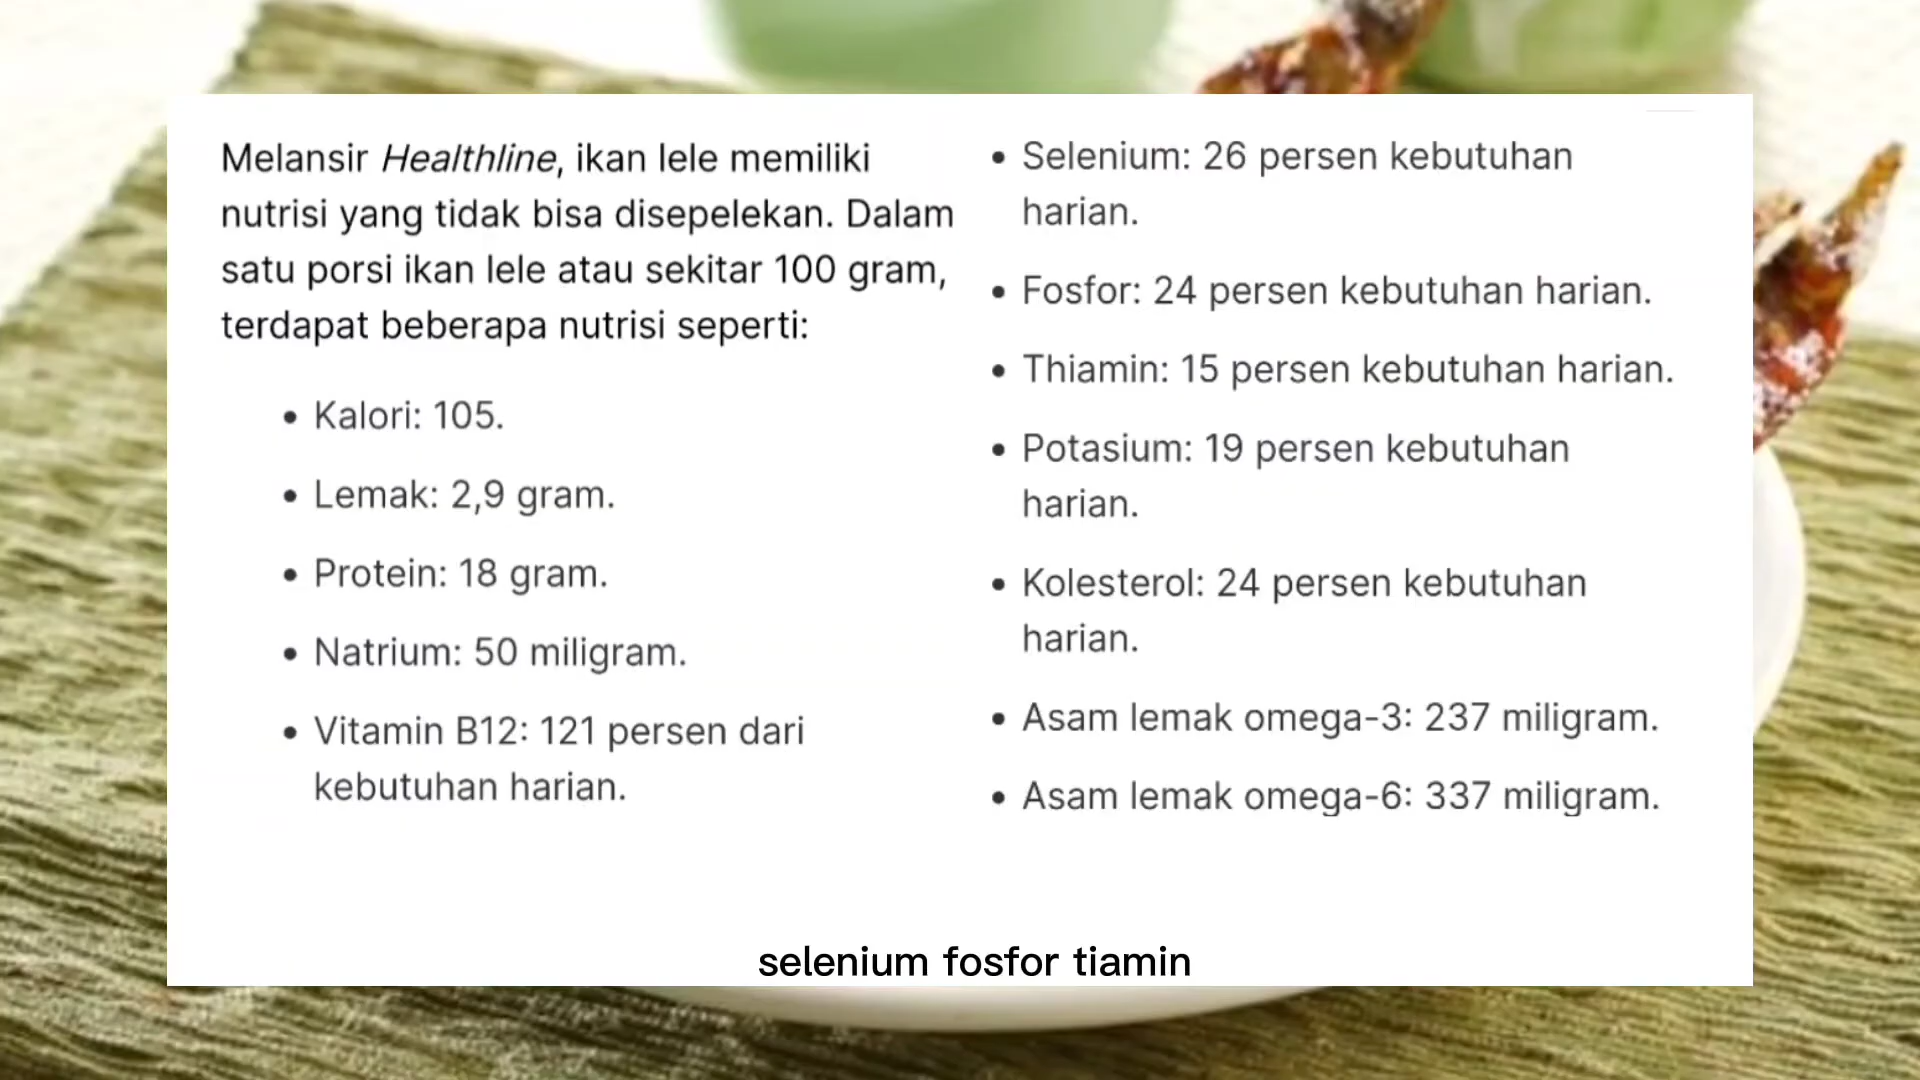 Melansir Healthline, ikan lele memiliki
nutrisi yang tidak bisa disepelekan. Dalam
satu porsi ikan lele atau sekitar 100 gram,
terdapat beberapa nutrisi seperti:
• Kalori: 105.
• Lemak: 2,9 gram.
• Protein: 18 gram.
• Natrium: 50 miligram.
• Vitamin B12: 121 persen dari
kebutuhan harian.
• Selenium: 26 persen kebutuhan
harian.
• Fosfor: 24 persen kebutuhan harian.
• Thiamin: 15 persen kebutuhan harian.
• Potasium: 19 persen kebutuhan
harian.
• Kolesterol: 24 persen kebutuhan
harian.
• Asam lemak omega-3: 237 miligram.
• Asam lemak omega-6: 337 miligram.
selenium fosfor tiamin